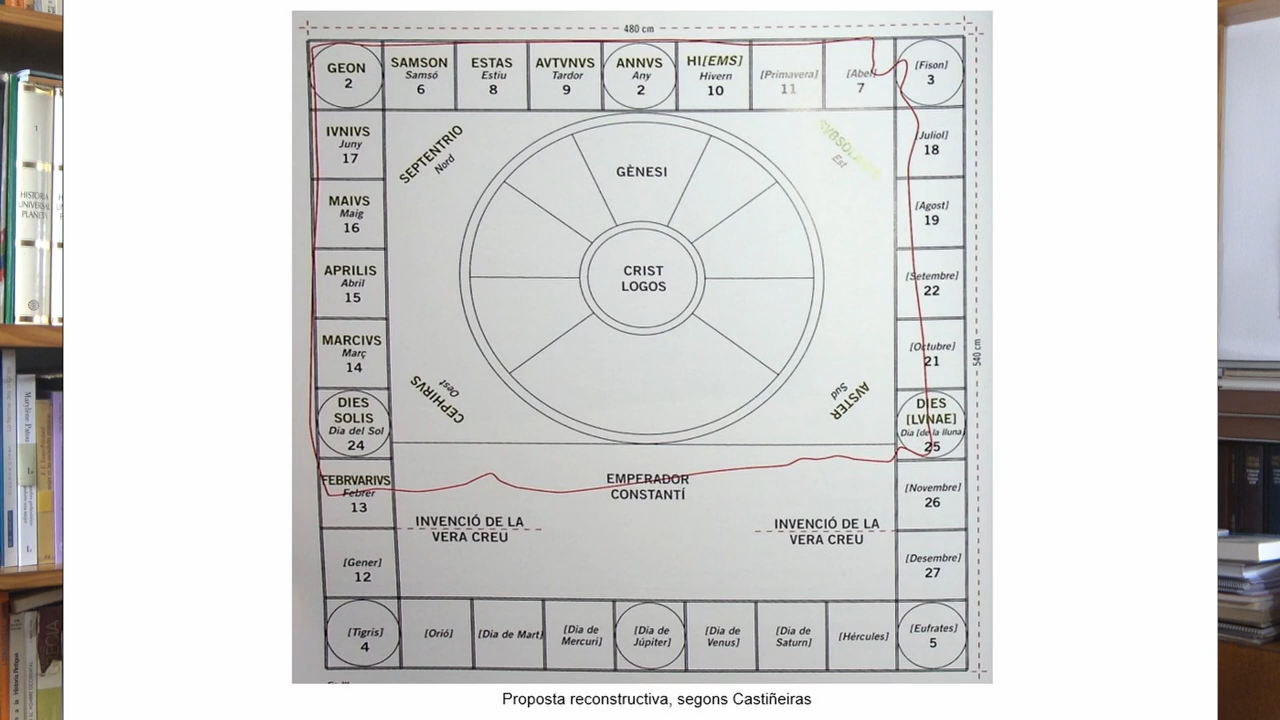 480 cm
GEON
2
SAMSON
Samsó
6
ESTAS
Estiu
8
AVTVNVS
Tardor
9
ANNVS
Any
2
HI[EMS]
Hivern
10
[Primavera]
11
[Abel]
7
[Fison]
3
IVNIVS
Juny
17
SEPTENTRIO
Nord
GÈNESI
Est
[Juliol]
18
MAIVS
Maig
16
[Agost]
19
APRILIS
Abril
15
CRIST
LOGOS
[Setembre]
22
MARCIVS
Març
14
[Octubre]
21
540 cm
DIES
SOLIS
Dia del Sol
24
CEPHIRVS
Oest
AVSTER
Sud
DIES
[LVNAE]
Dia [de la lluna]
25
FEBRVARIVS
Febrer
13
EMPERADOR
CONSTANTÍ
[Novembre]
26
INVENCIÓ DE LA
VERA CREU
INVENCIÓ DE LA
VERA CREU
[Gener]
12
[Desembre]
27
[Tigris]
4
[Orió]
[Dia de Mart]
[Dia de
Mercuri]
[Dia de
Júpiter]
[Dia de
Venus]
[Dia de
Saturn]
[Hércules]
[Eufrates]
5
Proposta reconstructiva, segons Castiñeiras
HISTORIA
UNIVERSAL
PLANETA